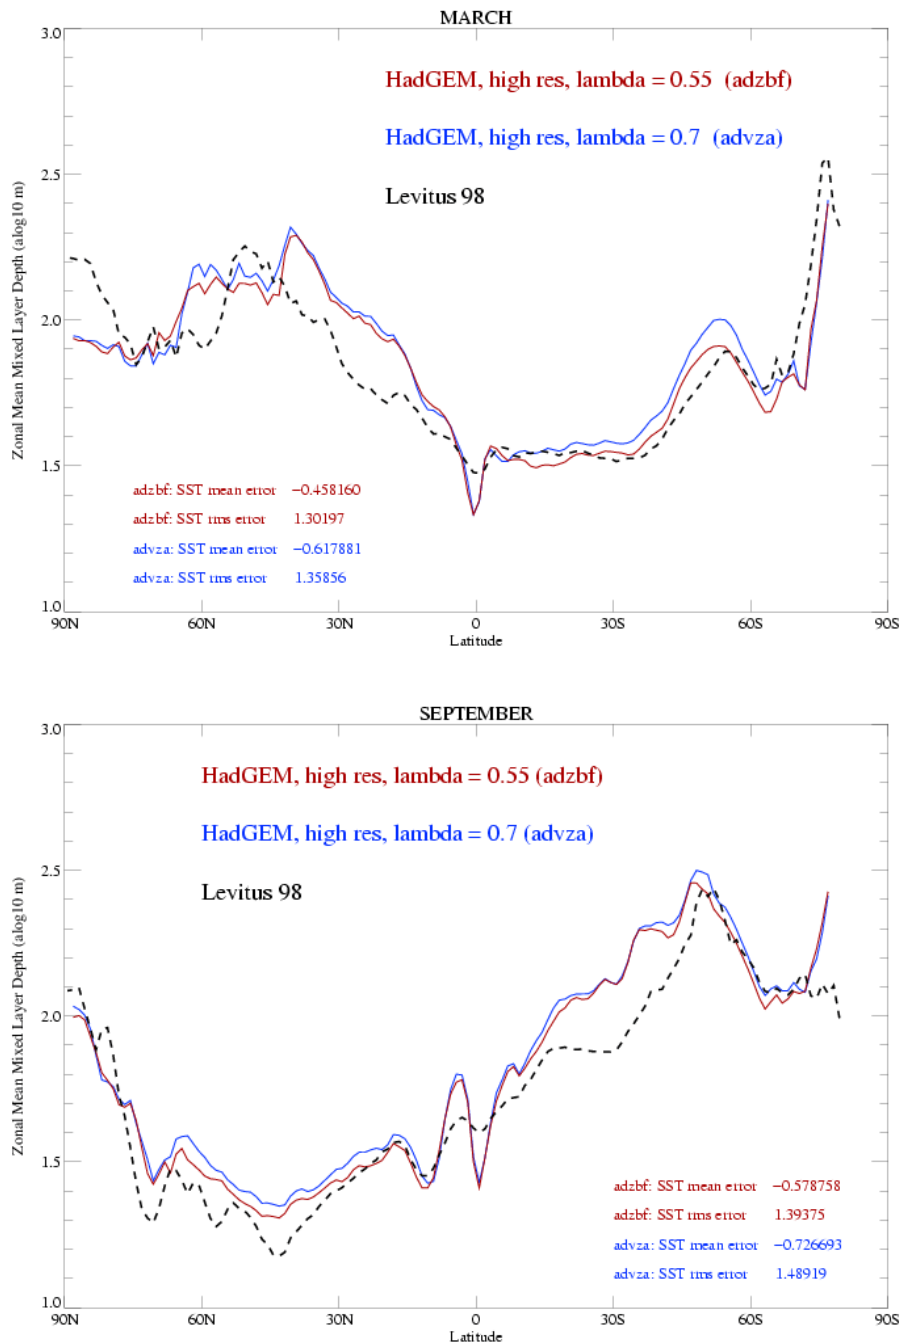 MARCH
3.0
HadGEM, high res, lambda = 0.55 (adzbf)
2.5
HadGEM, high res, lambda = 0.7 (advza)
Levitus 98
Zonal Mean Mixed Layer Depth (alog10 m)
2.0
1.5
adzbf: SST mean error −0.458160
adzbf: SST rms error 1.30197
advza: SST mean error −0.617881
advza: SST rms error 1.35856
1.0
90N 60N 30N 0 30S 60S 90S
Latitude
SEPTEMBER
3.0
HadGEM, high res, lambda = 0.55 (adzbf)
HadGEM, high res, lambda = 0.7 (advza)
2.5
Levitus 98
Zonal Mean Mixed Layer Depth (alog10 m)
2.0
1.5
adzbf: SST mean error −0.578758
adzbf: SST rms error 1.39375
advza: SST mean error −0.726693
advza: SST rms error 1.48919
1.0
90N 60N 30N 0 30S 60S 90S
Latitude